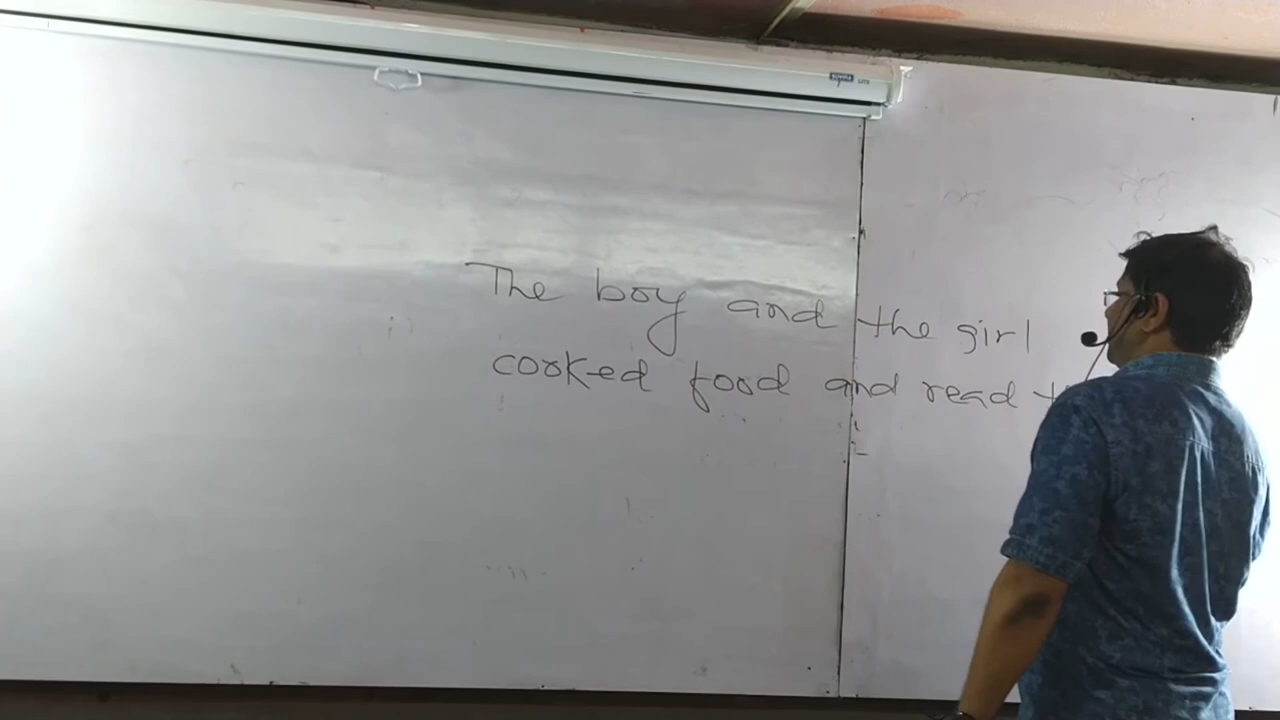 The boy and the girl
cooked food and read